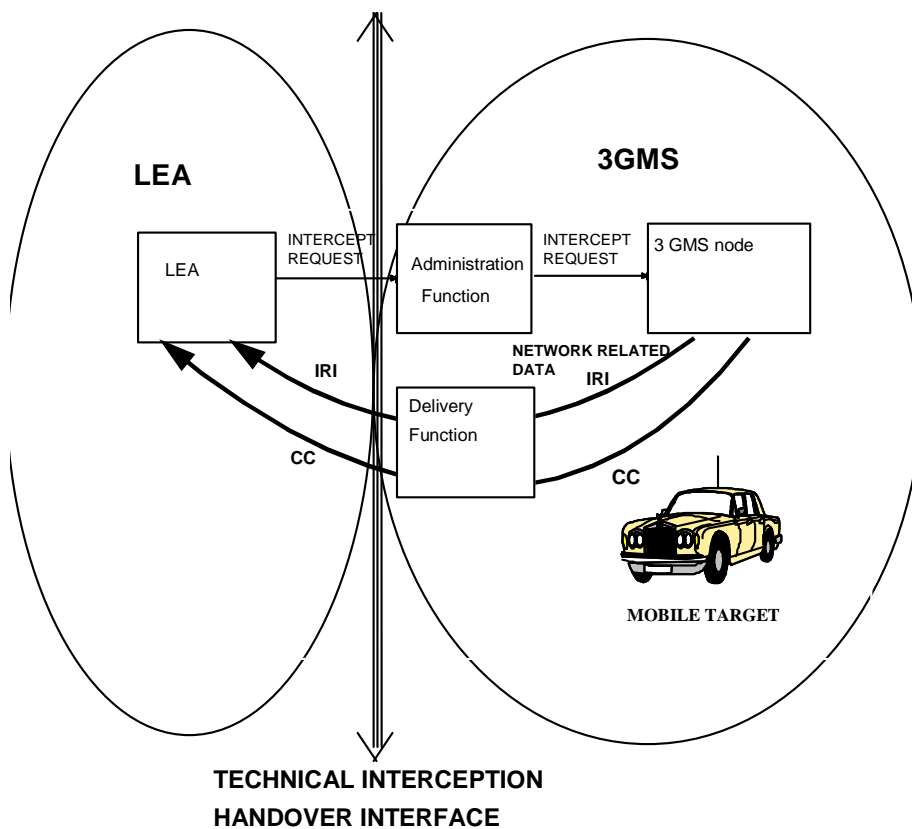 LEA
3GMS
INTERCEPT
REQUEST
INTERCEPT
REQUEST
LEA
Administration
Function
3 GMS node
NETWORK RELATED
DATA
IRI
IRI
Delivery
Function
CC
CC
MOBILE TARGET
TECHNICAL INTERCEPTION
HANDOVER INTERFACE